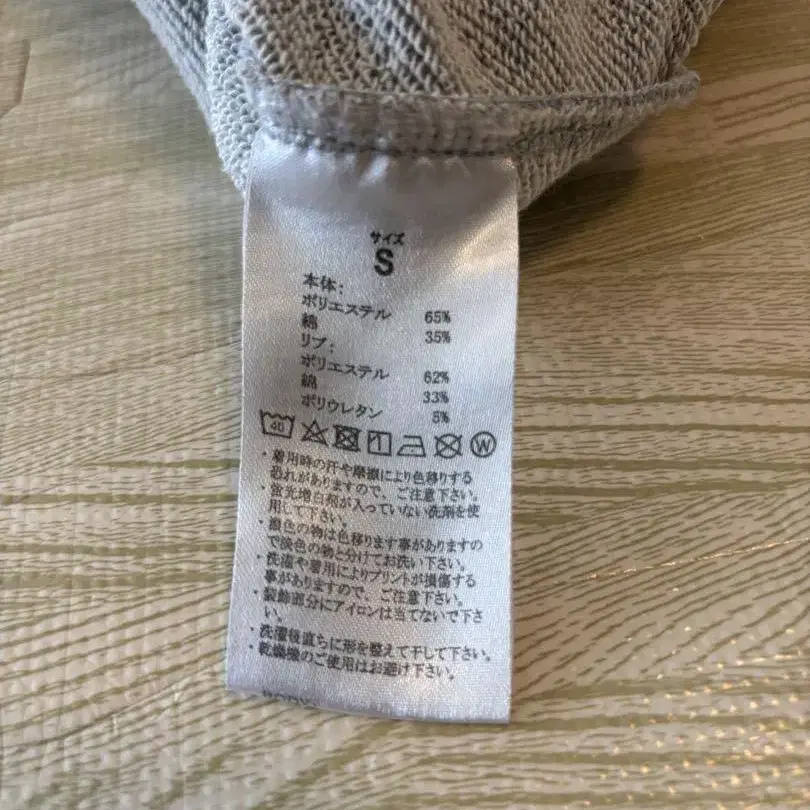 サイズ
S
本体:
ポリエステル 65%
綿 35%
リブ:
ポリエステル 62%
綿 33%
ポリウレタン 5%
40
W
・着用時の汗や摩擦により色移りする
恐れがありますので、ご注意下さい。
・蛍光増白剤が入っていない洗剤を使
用して下さい。
・濃色の物は色移ります事がありますの
で淡色の物と分けてお洗い下さい。
・洗濯や着用によりプリントが損傷する
事がありますので、ご注意下さい。
・装飾部分にアイロンは当てないで下さ
い。
・洗濯後直ちに形を整えて干して下さい。
・乾燥機のご使用はお避け下さい。